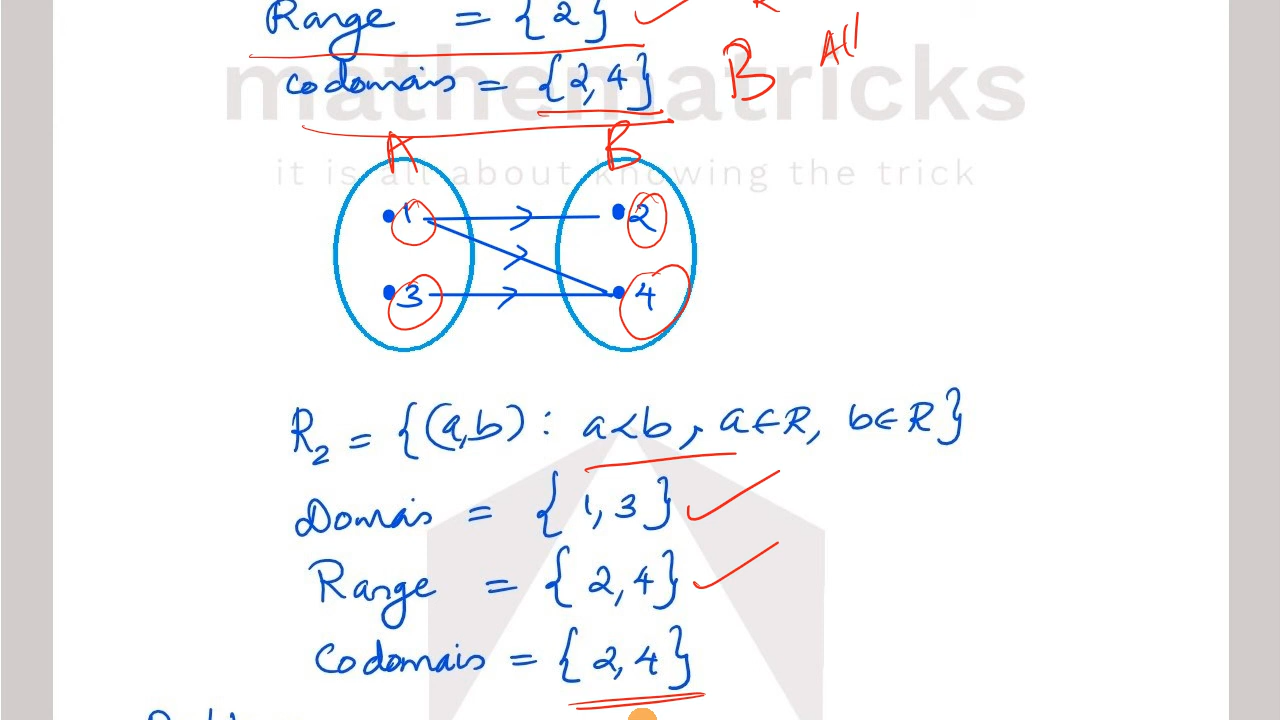 Range = {2}
codomain = {2,4} B All
mathematricks
A B
it is all about knowing the trick
1 2
3 4
R₂ = {(a,b) : a<b, a∈R, b∈R}
Domain = {1,3}
Range = {2,4}
Codomain = {2,4}